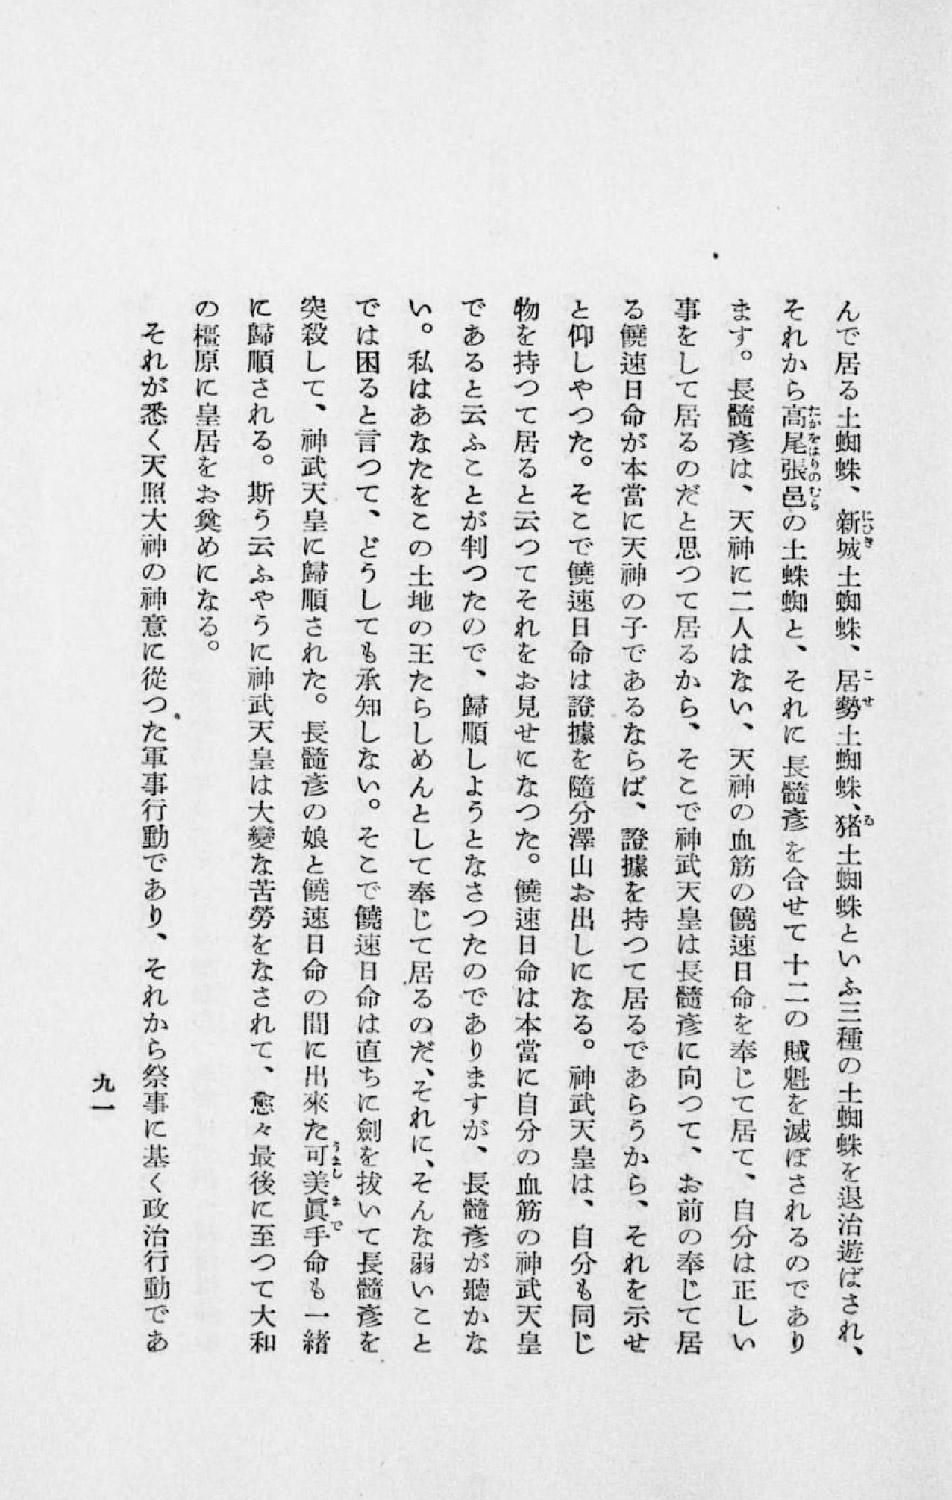 んで居る土蜘蛛、新城土蜘蛛、居勢土蜘蛛、猪土蜘蛛といふ三種の土蜘蛛を退治遊ばされ、
それから高尾張邑の土蛛蜘と、それに長髓彦を合せて十二の賊魁を滅ぼされるのであり
ます。長髓彦は、天神に二人はない、天神の血筋の饒速日命を奉じて居て、自分は正しい
事をして居るのだと思つて居るから、そこで神武天皇は長髓彦に向つて、お前の奉じて居
る饒速日命が本當に天神の子であるならば、證據を持つて居るであらうから、それを示せ
と仰しやつた。そこで饒速日命は證據を隨分澤山お出しになる。神武天皇は、自分も同じ
物を持つて居ると云つてそれをお見せになつた。饒速日命は本當に自分の血筋の神武天皇
であると云ふことが判つたので、歸順しようとなさつたのでありますが、長髓彦が聽かな
い。私はあなたをこの土地の王たらしめんとして奉じて居るのだ、それに、そんな弱いこと
では困ると言つて、どうしても承知しない。そこで饒速日命は直ちに劍を拔いて長髓彦を
突殺して、神武天皇に歸順された。長髓彦の娘と饒速日命の間に出來た可美眞手命も一緒
に歸順される。斯う云ふやうに神武天皇は大變な苦勞をなされて、愈々最後に至つて大和
の橿原に皇居をお奠めになる。
それが悉く天照大神の神意に從つた軍事行動であり、それから祭事に基く政治行動であ
九一